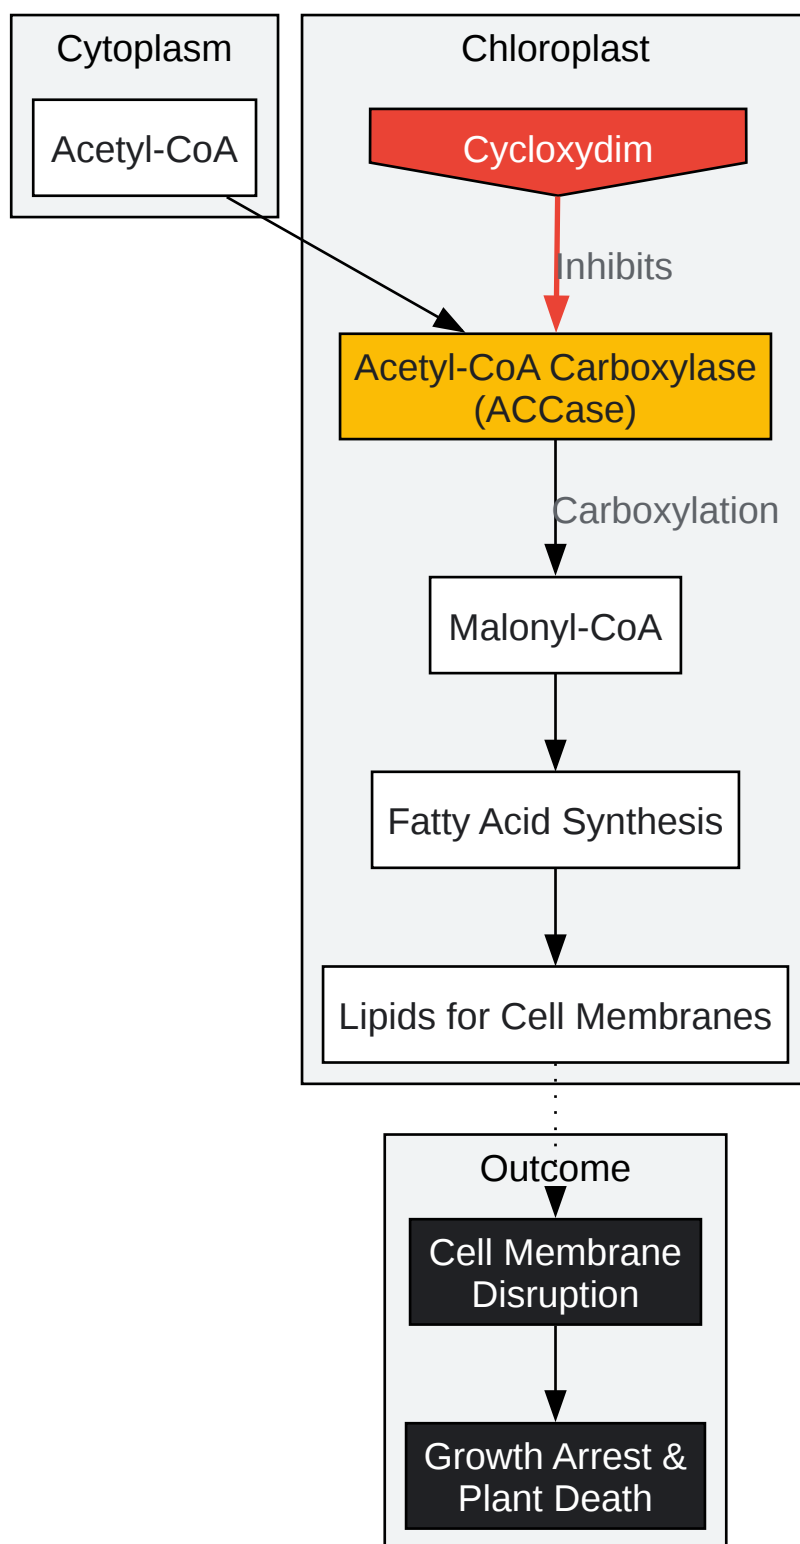 Cytoplasm
Acetyl-CoA
Chloroplast
Cycloxydim
Inhibits
Acetyl-CoA Carboxylase
(ACCase)
Carboxylation
Malonyl-CoA
Fatty Acid Synthesis
Lipids for Cell Membranes
Outcome
Cell Membrane
Disruption
Growth Arrest &
Plant Death